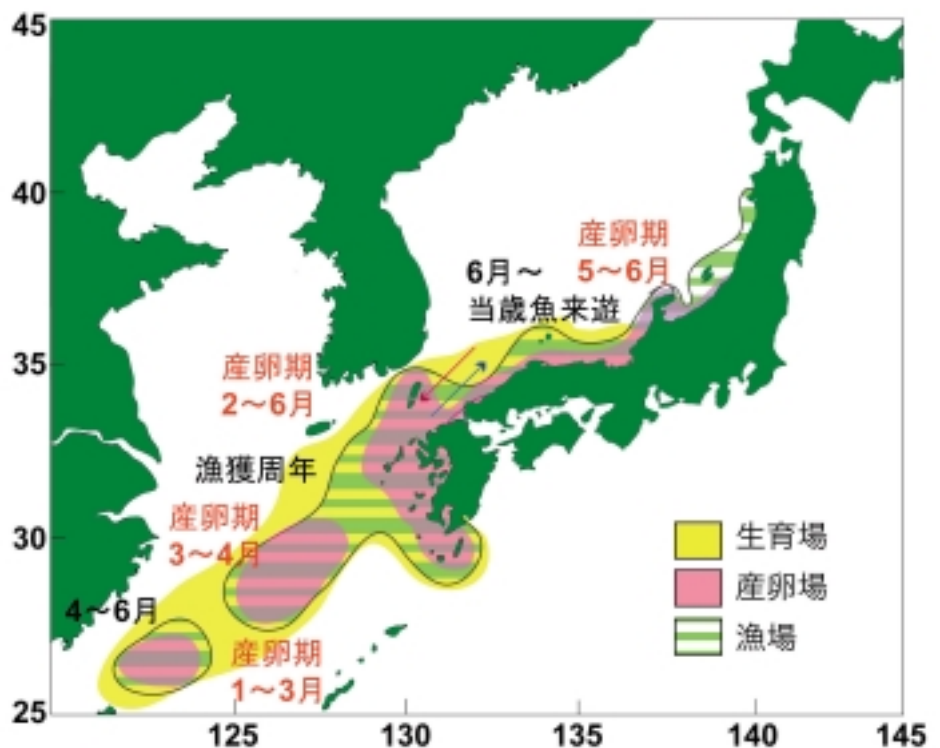 45
40
35
30
25
125
130
135
140
145
産卵期
5〜6月
6月〜
当歳魚来遊
産卵期
2〜6月
漁獲周年
産卵期
3〜4月
4〜6月
産卵期
1〜3月
生育場
産卵場
漁場